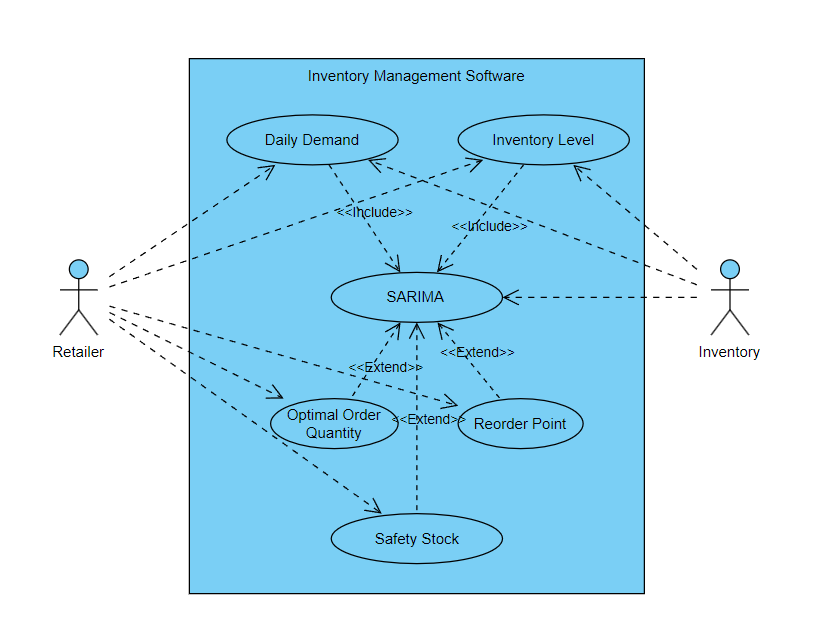 Inventory Management Software
Daily Demand
Inventory Level
<<Include>>
<<Include>>
SARIMA
Retailer
Inventory
<<Extend>>
<<Extend>>
Optimal Order
Quantity
<<Extend>>
Reorder Point
Safety Stock